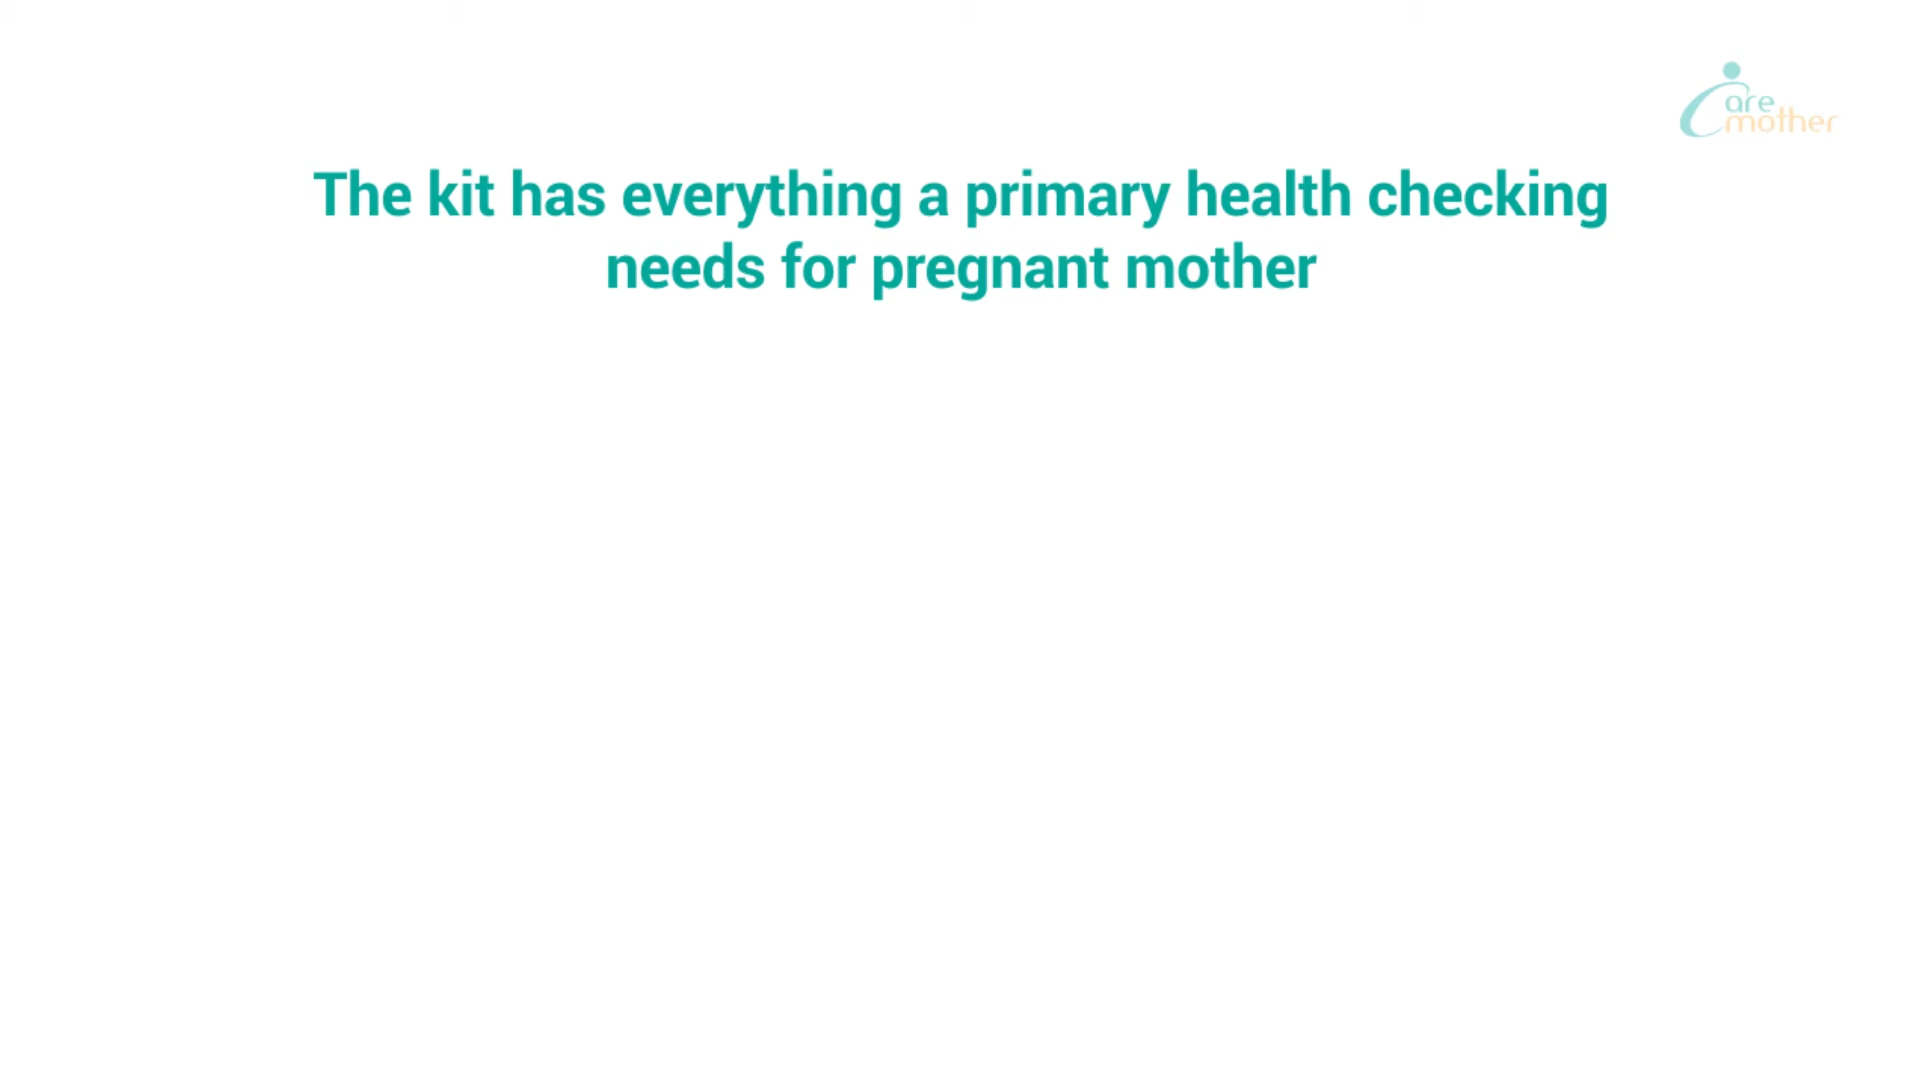 Care
mother
The kit has everything a primary health checking
needs for pregnant mother